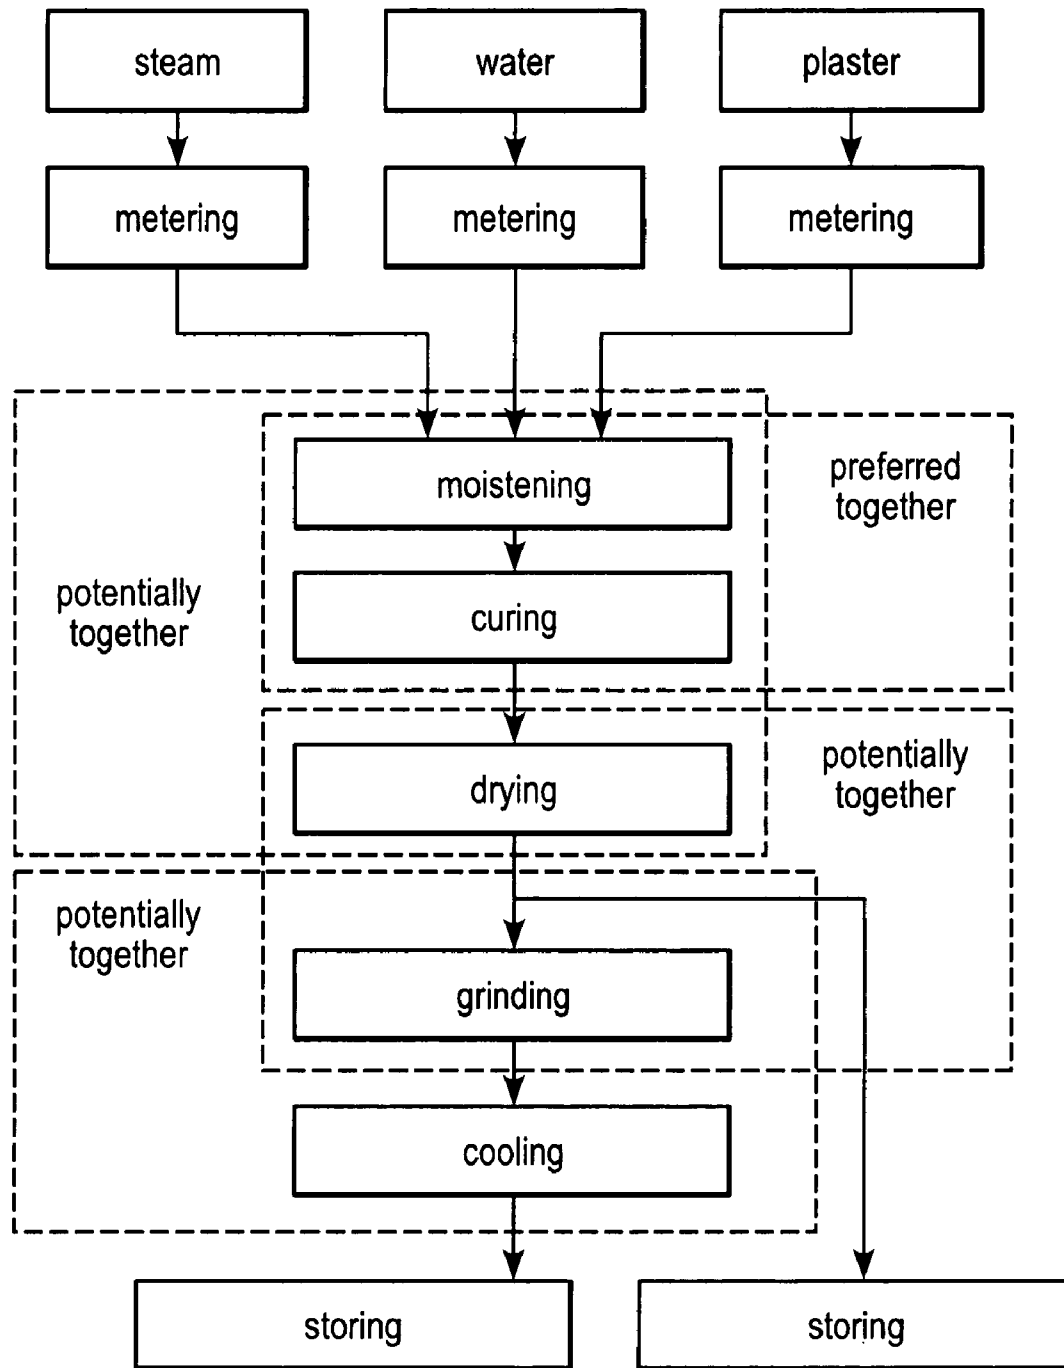 steam
water
plaster
metering
metering
metering
moistening
preferred
together
curing
potentially
together
drying
potentially
together
potentially
together
grinding
cooling
storing
storing